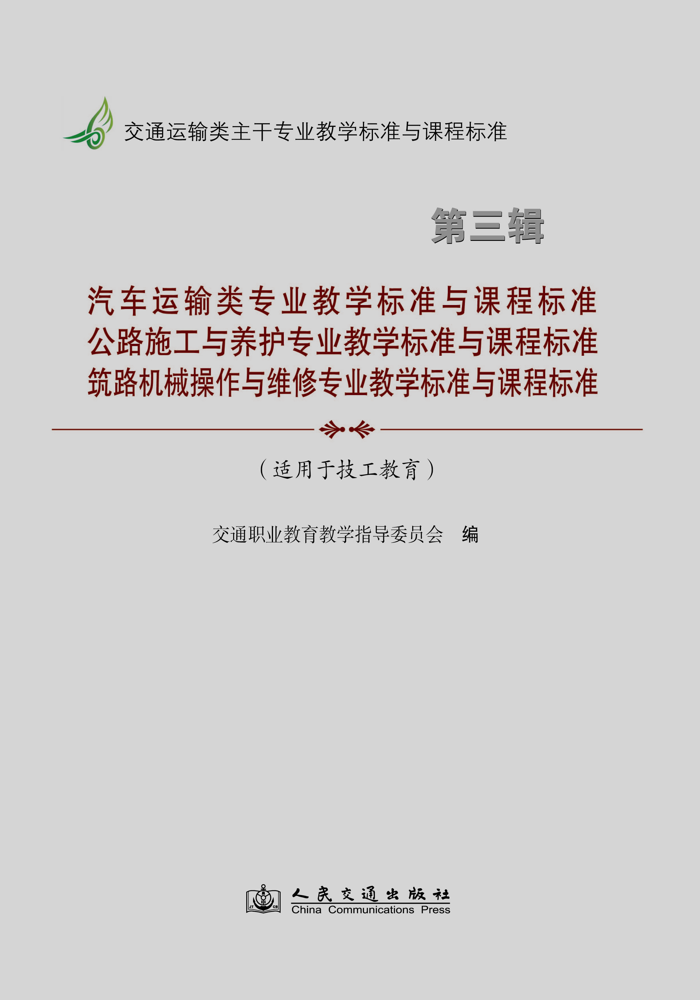 交通运输类主干专业教学标准与课程标准
第三辑
汽车运输类专业教学标准与课程标准
公路施工与养护专业教学标准与课程标准
筑路机械操作与维修专业教学标准与课程标准
（适用于技工教育）
交通职业教育教学指导委员会 编
JT CB
人民交通出版社
China Communications Press